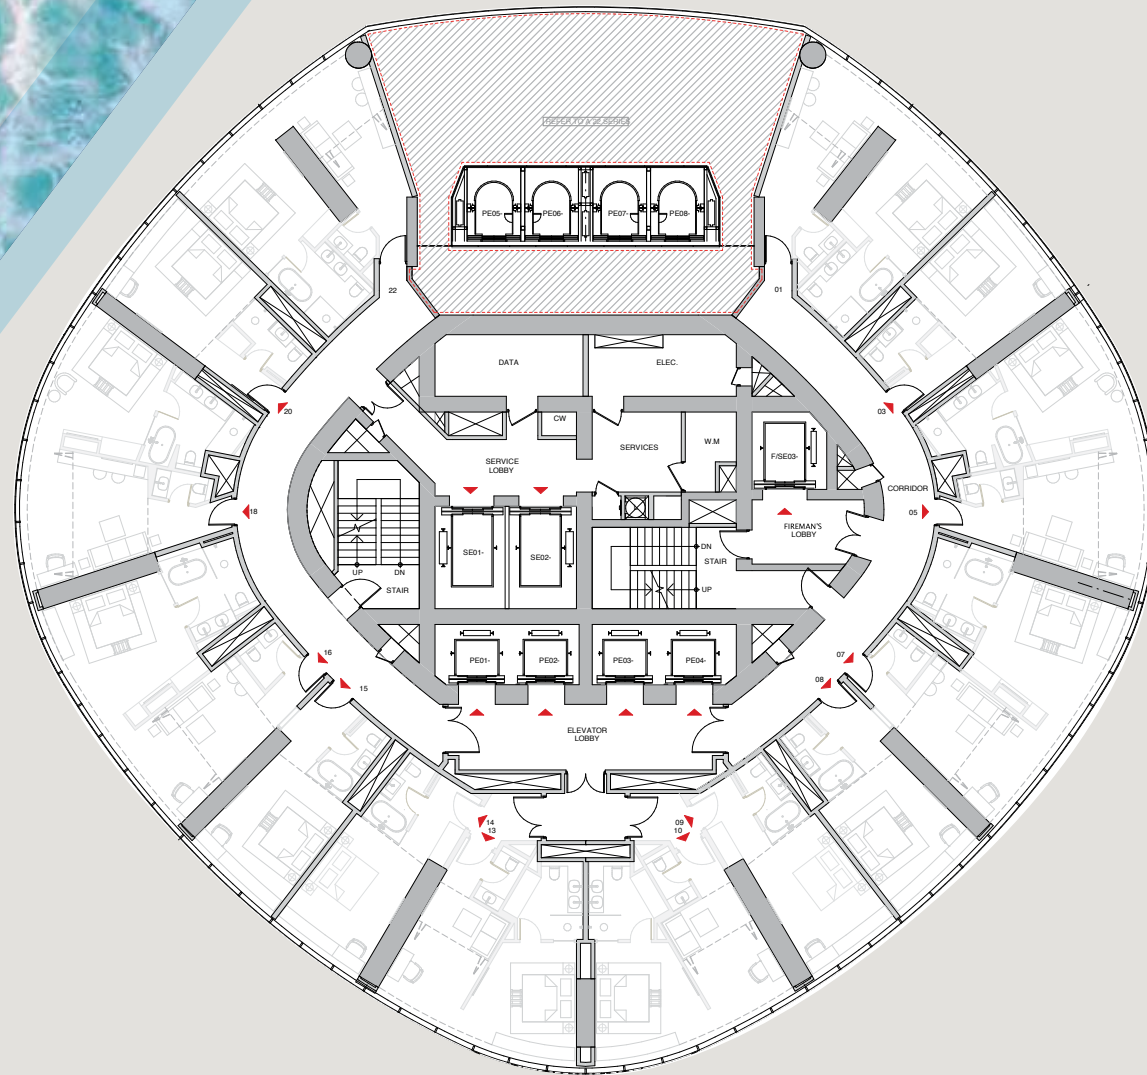 REFER TO A 22 SERIES
PE05-
PE06-
PE07-
PE08-
22
01
DATA
ELEC.
20
CW
03
SERVICES
W.M
F/SE03-
SERVICE
LOBBY
CORRIDOR
18
05
FIREMAN'S
LOBBY
SE01-
SE02-
DN
STAIR
UP
UP
DN
STAIR
16
PE01-
PE02-
PE03-
PE04-
07
15
08
ELEVATOR
LOBBY
14
13
09
10